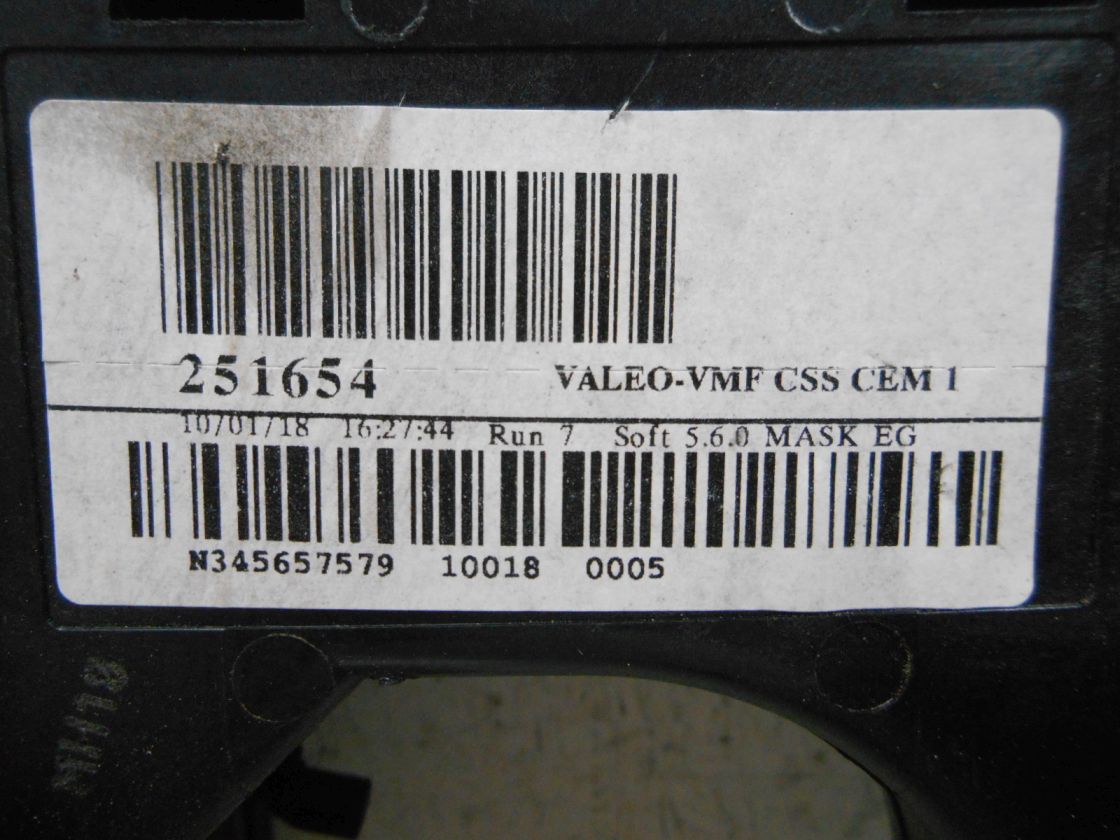 251654 VALEO-VMF CSS CEM 1
10/01/18 16:27:44 Run 7 Soft 5.6.0 MASK EG
N345657579 10018 0005